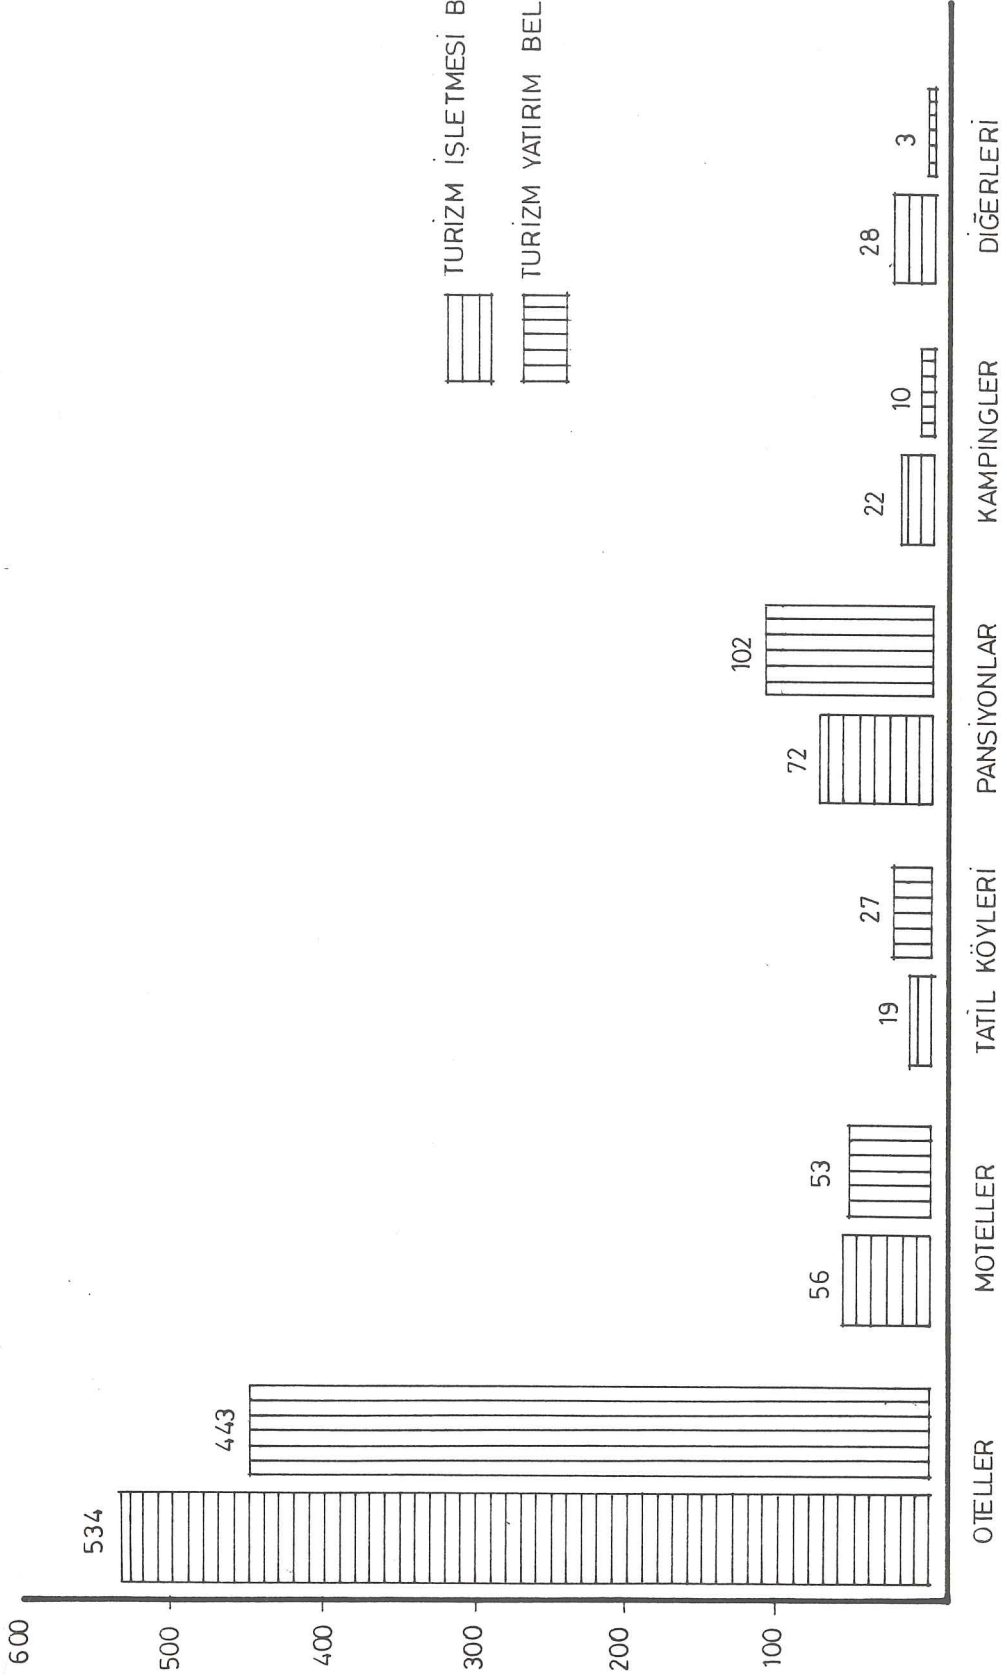 600
500
400
300
200
100
TURİZM İŞLETMESİ B
TURİZM YATIRIM BEL
534
443
56
53
19
27
72
102
22
10
28
3
OTELLER
MOTELLER
TATİL KÖYLERİ
PANSİYONLAR
KAMPİNGLER
DİĞERLERİ